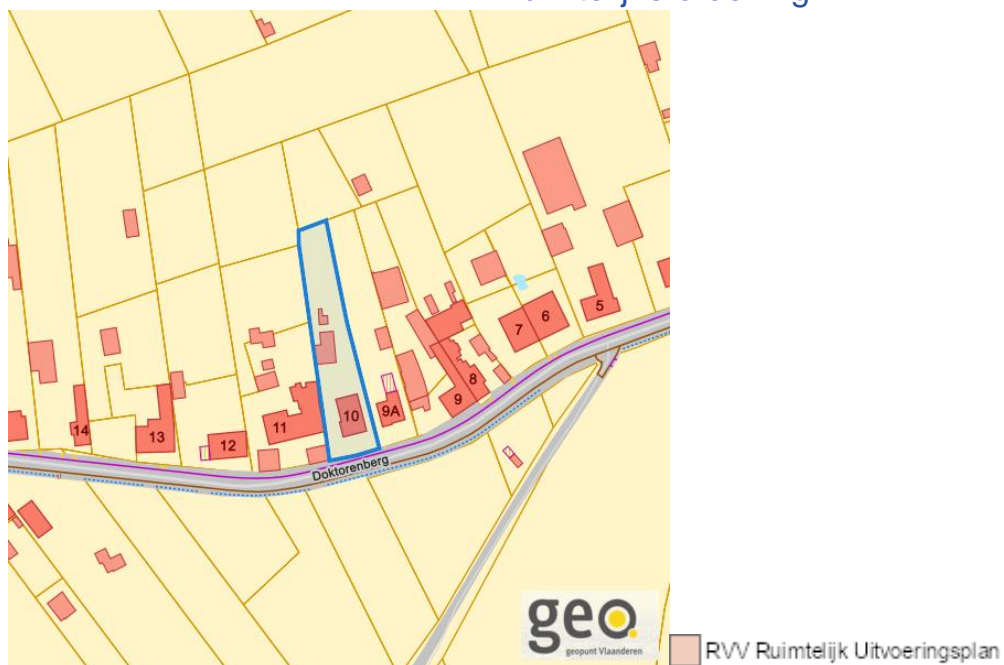 5
6
7
8
9
9A
10
11
12
13
14
Doktorenberg
geo
geopunt Vlaanderen
RVV Ruimtelijk Uitvoeringsplan